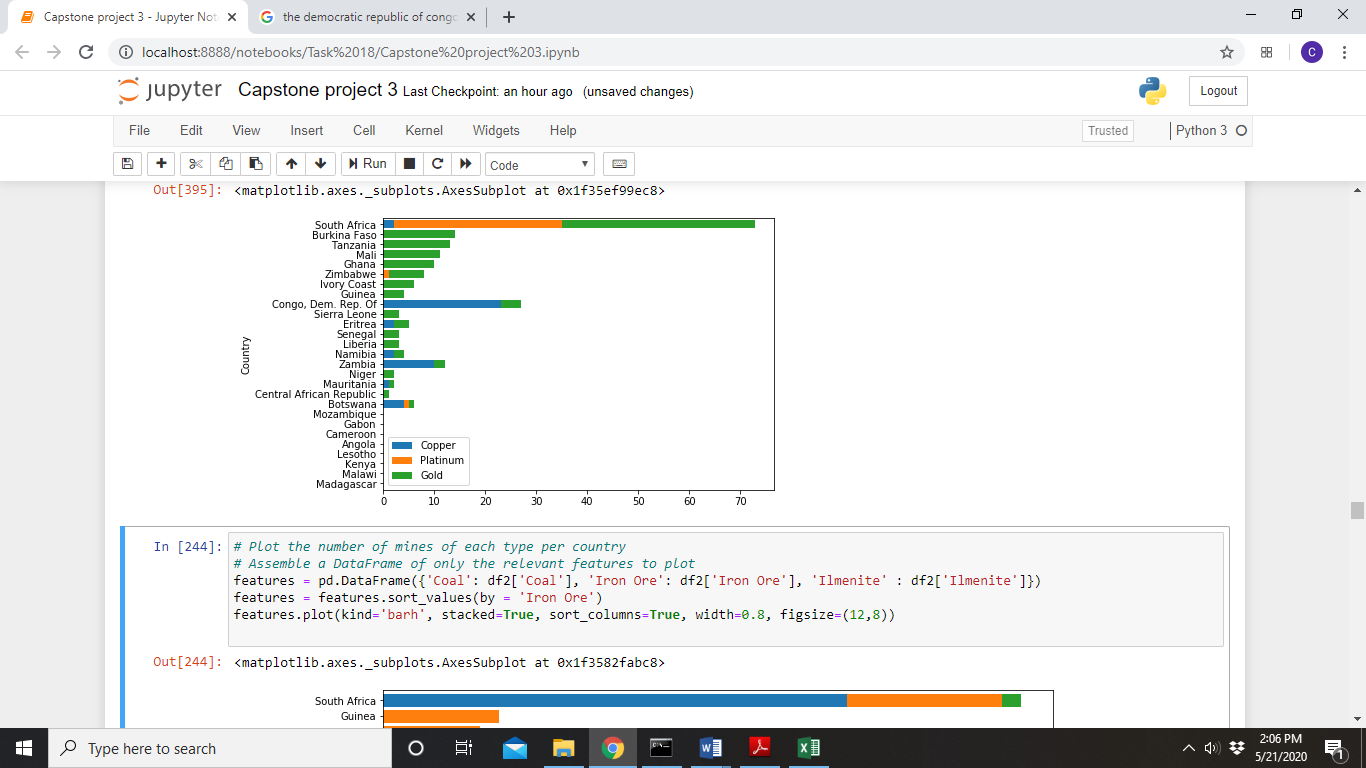 Capstone project 3 - Jupyter Not
the democratic republic of congo
localhost:8888/notebooks/Task%2018/Capstone%20project%203.ipynb
C
jupyter Capstone project 3 Last Checkpoint: an hour ago (unsaved changes)
Logout
File Edit View Insert Cell Kernel Widgets Help
Trusted
Python 3
Run
Code
Out[395]: <matplotlib.axes._subplots.AxesSubplot at 0x1f35ef99ec8>
South Africa
Burkina Faso
Tanzania
Mali
Ghana
Zimbabwe
Ivory Coast
Guinea
Congo, Dem. Rep. Of
Sierra Leone
Eritrea
Senegal
Liberia
Namibia
Zambia
Niger
Mauritania
Central African Republic
Botswana
Mozambique
Gabon
Cameroon
Angola
Lesotho
Kenya
Malawi
Madagascar
Country
Copper
Platinum
Gold
0 10 20 30 40 50 60 70
In [244]: # Plot the number of mines of each type per country
# Assemble a DataFrame of only the relevant features to plot
features = pd.DataFrame({'Coal': df2['Coal'], 'Iron Ore': df2['Iron Ore'], 'Ilmenite' : df2['Ilmenite']})
features = features.sort_values(by = 'Iron Ore')
features.plot(kind='barh', stacked=True, sort_columns=True, width=0.8, figsize=(12,8))
Out[244]: <matplotlib.axes._subplots.AxesSubplot at 0x1f3582fabc8>
South Africa
Guinea
Type here to search
2:06 PM
5/21/2020
1